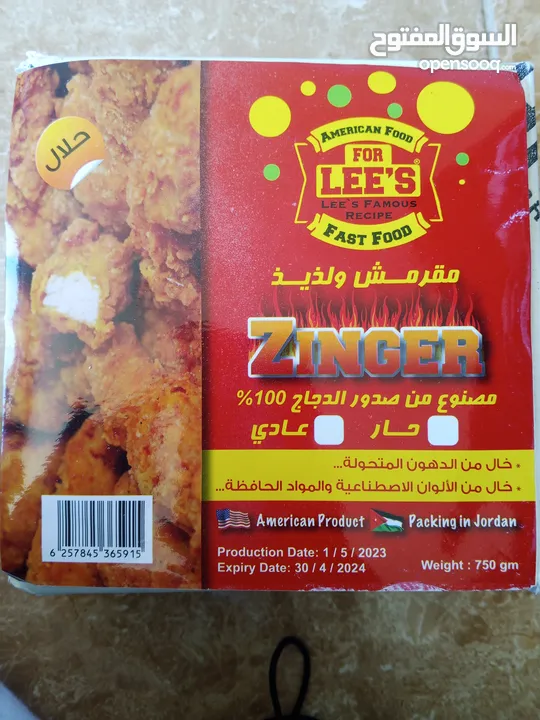 السوق المفتوح
opensooq.com
حلال
AMERICAN FOOD
FOR
LEE'S®
LEE'S FAMOUS
RECIPE
FAST FOOD
مقرمش ولذيذ
ZINGER
مصنوع من صدور الدجاج 100%
حار عادي
• خال من الدهون المتحولة...
• خال من الألوان الاصطناعية والمواد الحافظة...
American Product Packing in Jordan
Production Date: 1 / 5 / 2023
Expiry Date: 30 / 4 / 2024
Weight : 750 gm
6 257845 365915